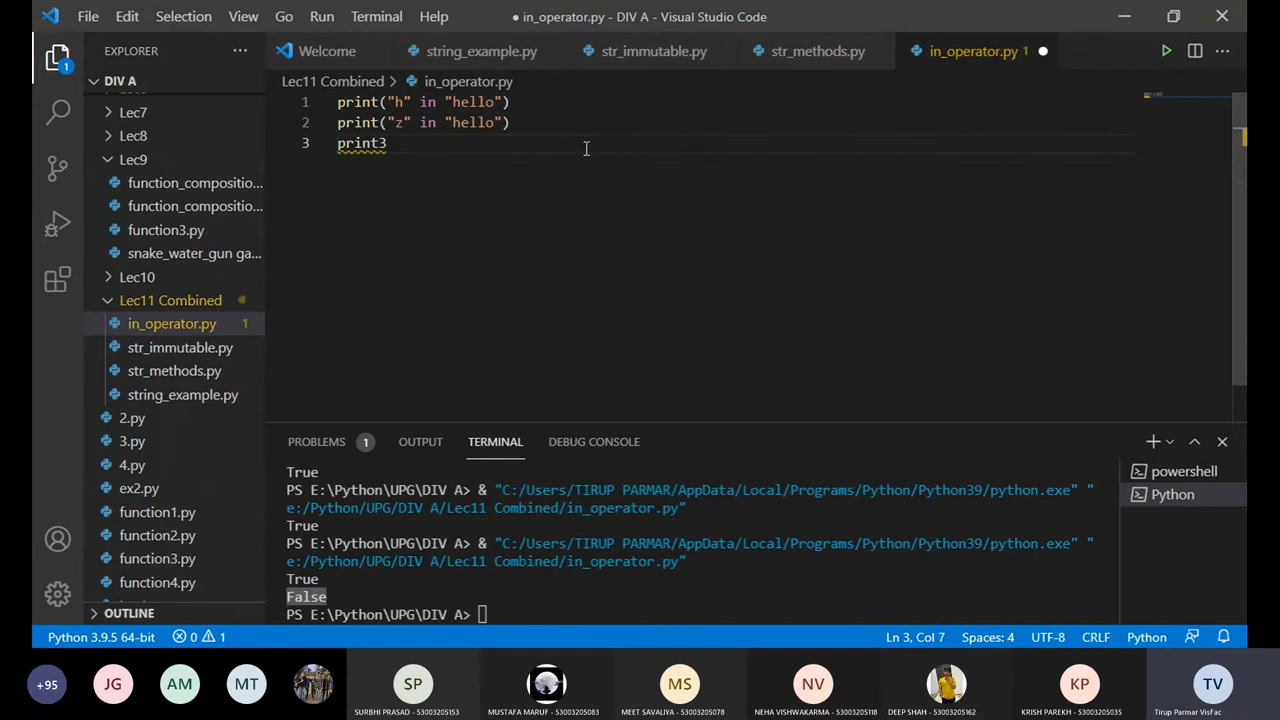 File Edit Selection View Go Run Terminal Help
● in_operator.py - DIV A - Visual Studio Code
EXPLORER ...
Welcome string_example.py str_immutable.py str_methods.py in_operator.py 1
DIV A
Lec11 Combined > in_operator.py
1 print("h" in "hello")
2 print("z" in "hello")
3 print3
1
Lec7
Lec8
Lec9
function_compositio...
function_compositio...
function3.py
snake_water_gun ga...
Lec10
Lec11 Combined
in_operator.py 1
str_immutable.py
str_methods.py
string_example.py
2.py
3.py
4.py
ex2.py
function1.py
function2.py
function3.py
function4.py
OUTLINE
PROBLEMS 1 OUTPUT TERMINAL DEBUG CONSOLE
True
PS E:\Python\UPG\DIV A> & "C:/Users/TIRUP PARMAR/AppData/Local/Programs/Python/Python39/python.exe" "
e:/Python/UPG/DIV A/Lec11 Combined/in_operator.py"
True
PS E:\Python\UPG\DIV A> & "C:/Users/TIRUP PARMAR/AppData/Local/Programs/Python/Python39/python.exe" "
e:/Python/UPG/DIV A/Lec11 Combined/in_operator.py"
True
False
PS E:\Python\UPG\DIV A>
powershell
Python
Python 3.9.5 64-bit 0 1 Ln 3, Col 7 Spaces: 4 UTF-8 CRLF Python
+95 JG AM MT SP MS NV KP TV
SURBHI PRASAD - 53003205153 MUSTAFA MARUF - 53003205083 MEET SAVALIYA - 53003205078 NEHA VISHWAKARMA - 53003205118 DEEP SHAH - 53003205162 KRISH PAREKH - 53003205035 Tirup Parmar VisFac